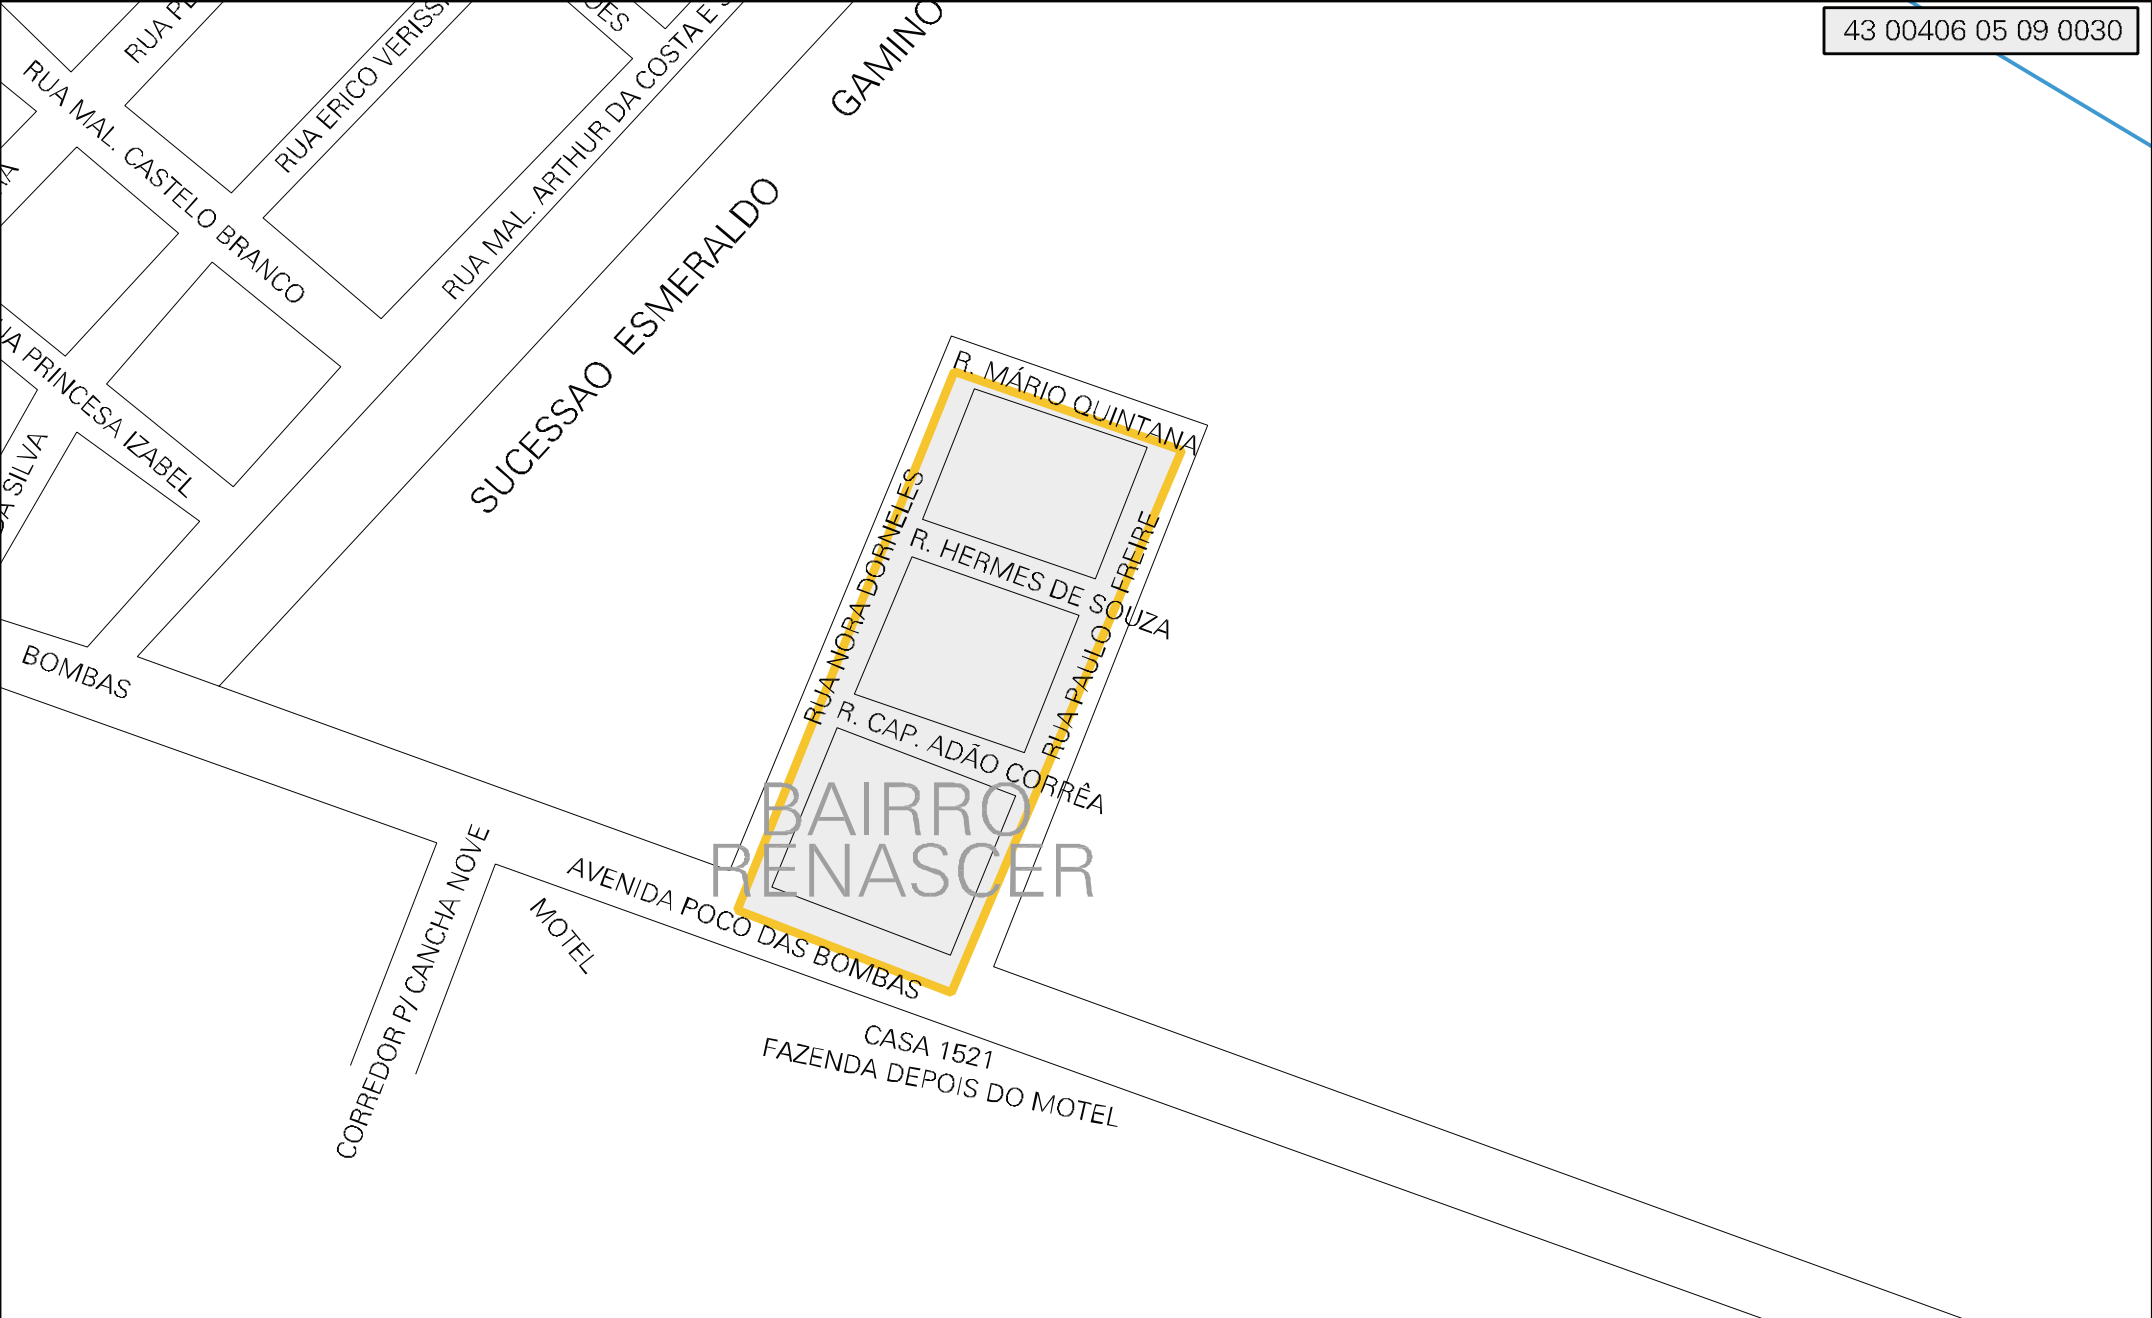 43 00406 05 09 0030
GAMINO
RUA ERICO VERISS
RUA MAL. CASTELO BRANCO
RUA MAL. ARTHUR DA COSTA E
SUCESSAO ESMERALDO
PRINCESA IZABEL
SILVA
BOMBAS
R. MÁRIO QUINTANA
RUA NORA DORNELES
R. HERMES DE SOUZA
RUA PAULO FREIRE
R. CAP. ADÃO CORRÊA
BAIRRO
RENASCER
AVENIDA POCO DAS BOMBAS
CORREDOR P/ CANCHA NOVE
MOTEL
CASA 1521
FAZENDA DEPOIS DO MOTEL